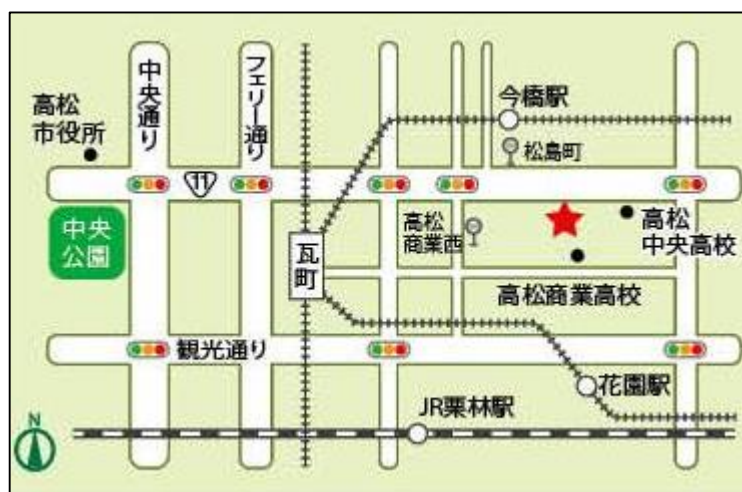 中央通り
フェリー通り
今橋駅
高松
市役所
松島町
11
中央
公園
高松
商業西
高松
中央高校
瓦町
高松商業高校
観光通り
花園駅
JR栗林駅
N